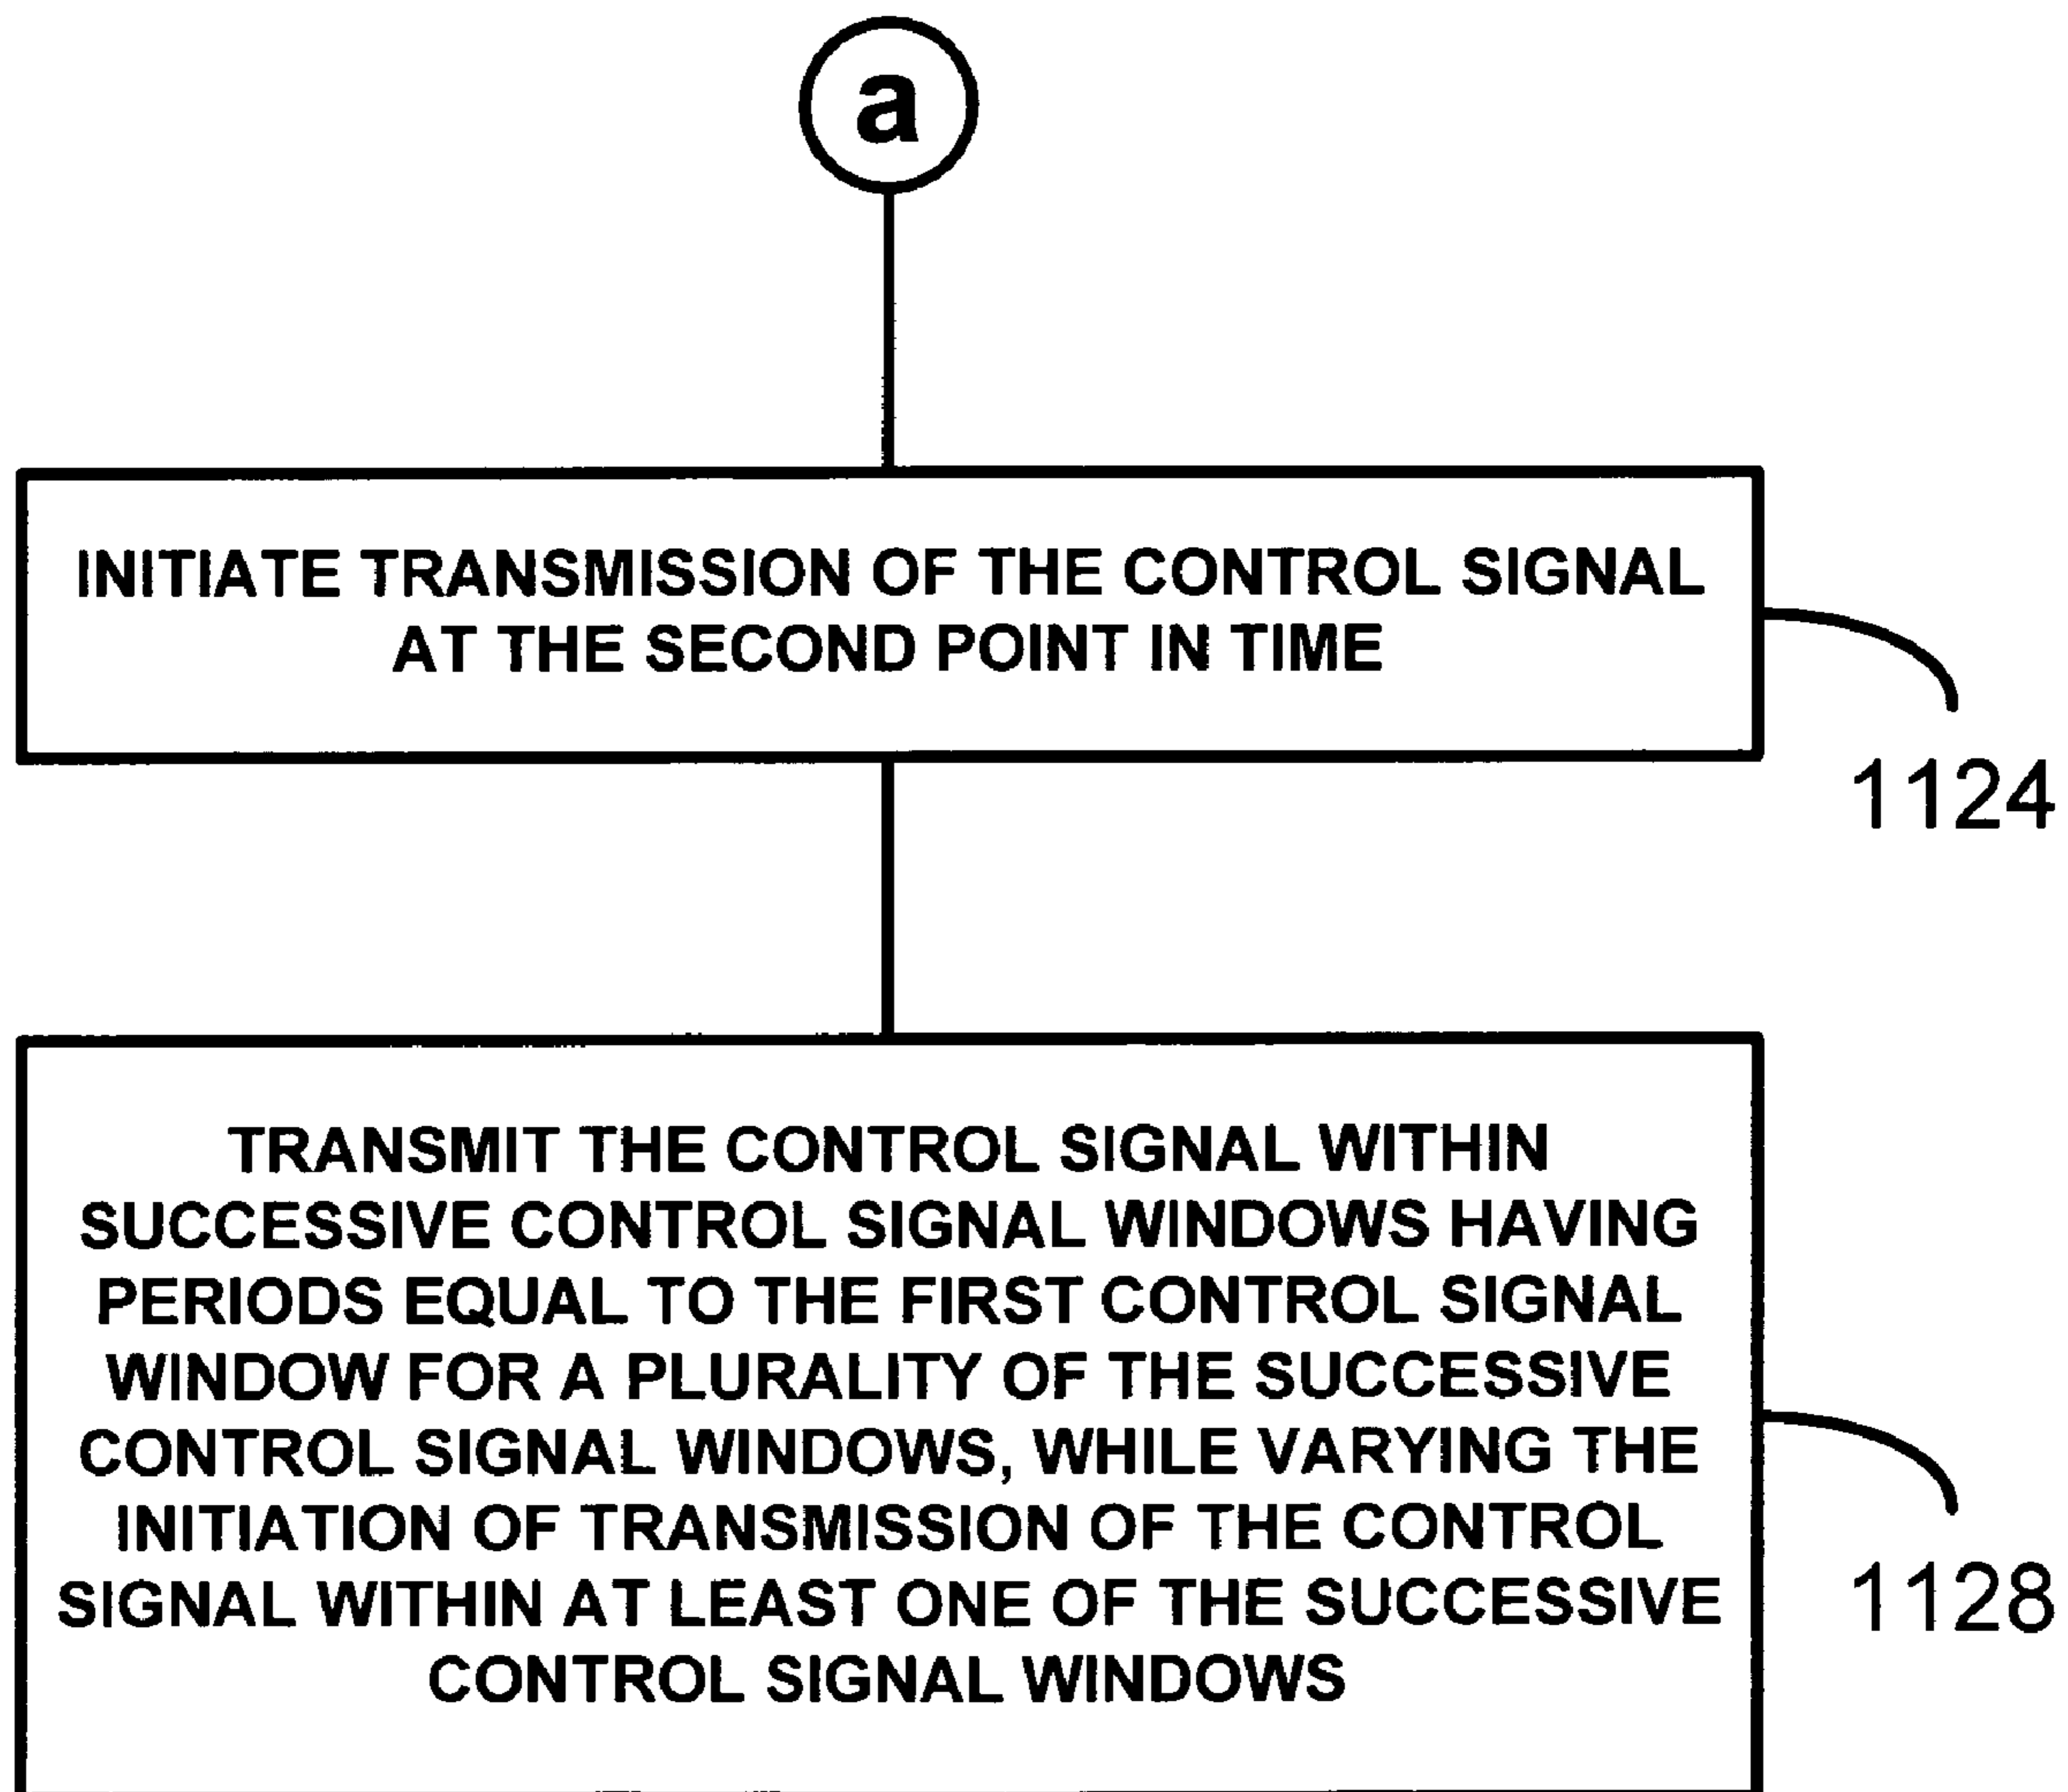 a
INITIATE TRANSMISSION OF THE CONTROL SIGNAL
AT THE SECOND POINT IN TIME
1124
TRANSMIT THE CONTROL SIGNAL WITHIN
SUCCESSIVE CONTROL SIGNAL WINDOWS HAVING
PERIODS EQUAL TO THE FIRST CONTROL SIGNAL
WINDOW FOR A PLURALITY OF THE SUCCESSIVE
CONTROL SIGNAL WINDOWS, WHILE VARYING THE
INITIATION OF TRANSMISSION OF THE CONTROL
SIGNAL WITHIN AT LEAST ONE OF THE SUCCESSIVE
CONTROL SIGNAL WINDOWS
1128